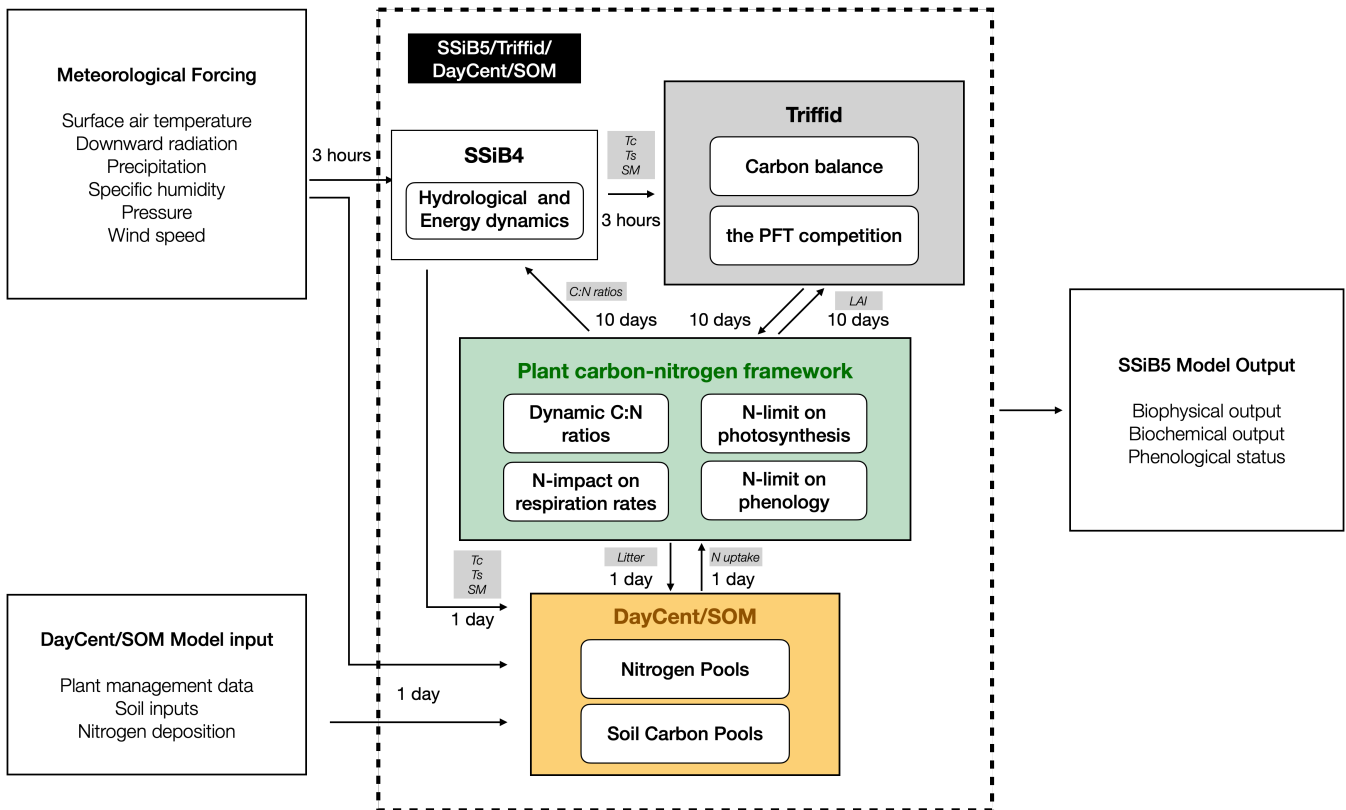 Meteorological Forcing
Surface air temperature
Downward radiation
Precipitation
Specific humidity
Pressure
Wind speed
3 hours
SSiB5/Triffid/
DayCent/SOM
SSiB4
Hydrological and
Energy dynamics
Tc
Ts
SM
3 hours
Triffid
Carbon balance
the PFT competition
C:N ratios
10 days
10 days
LAI
10 days
Plant carbon-nitrogen framework
Dynamic C:N
ratios
N-limit on
photosynthesis
N-impact on
respiration rates
N-limit on
phenology
SSiB5 Model Output
Biophysical output
Biochemical output
Phenological status
Tc
Ts
SM
1 day
Litter
1 day
N uptake
1 day
DayCent/SOM
Nitrogen Pools
Soil Carbon Pools
DayCent/SOM Model input
Plant management data
Soil inputs
Nitrogen deposition
1 day